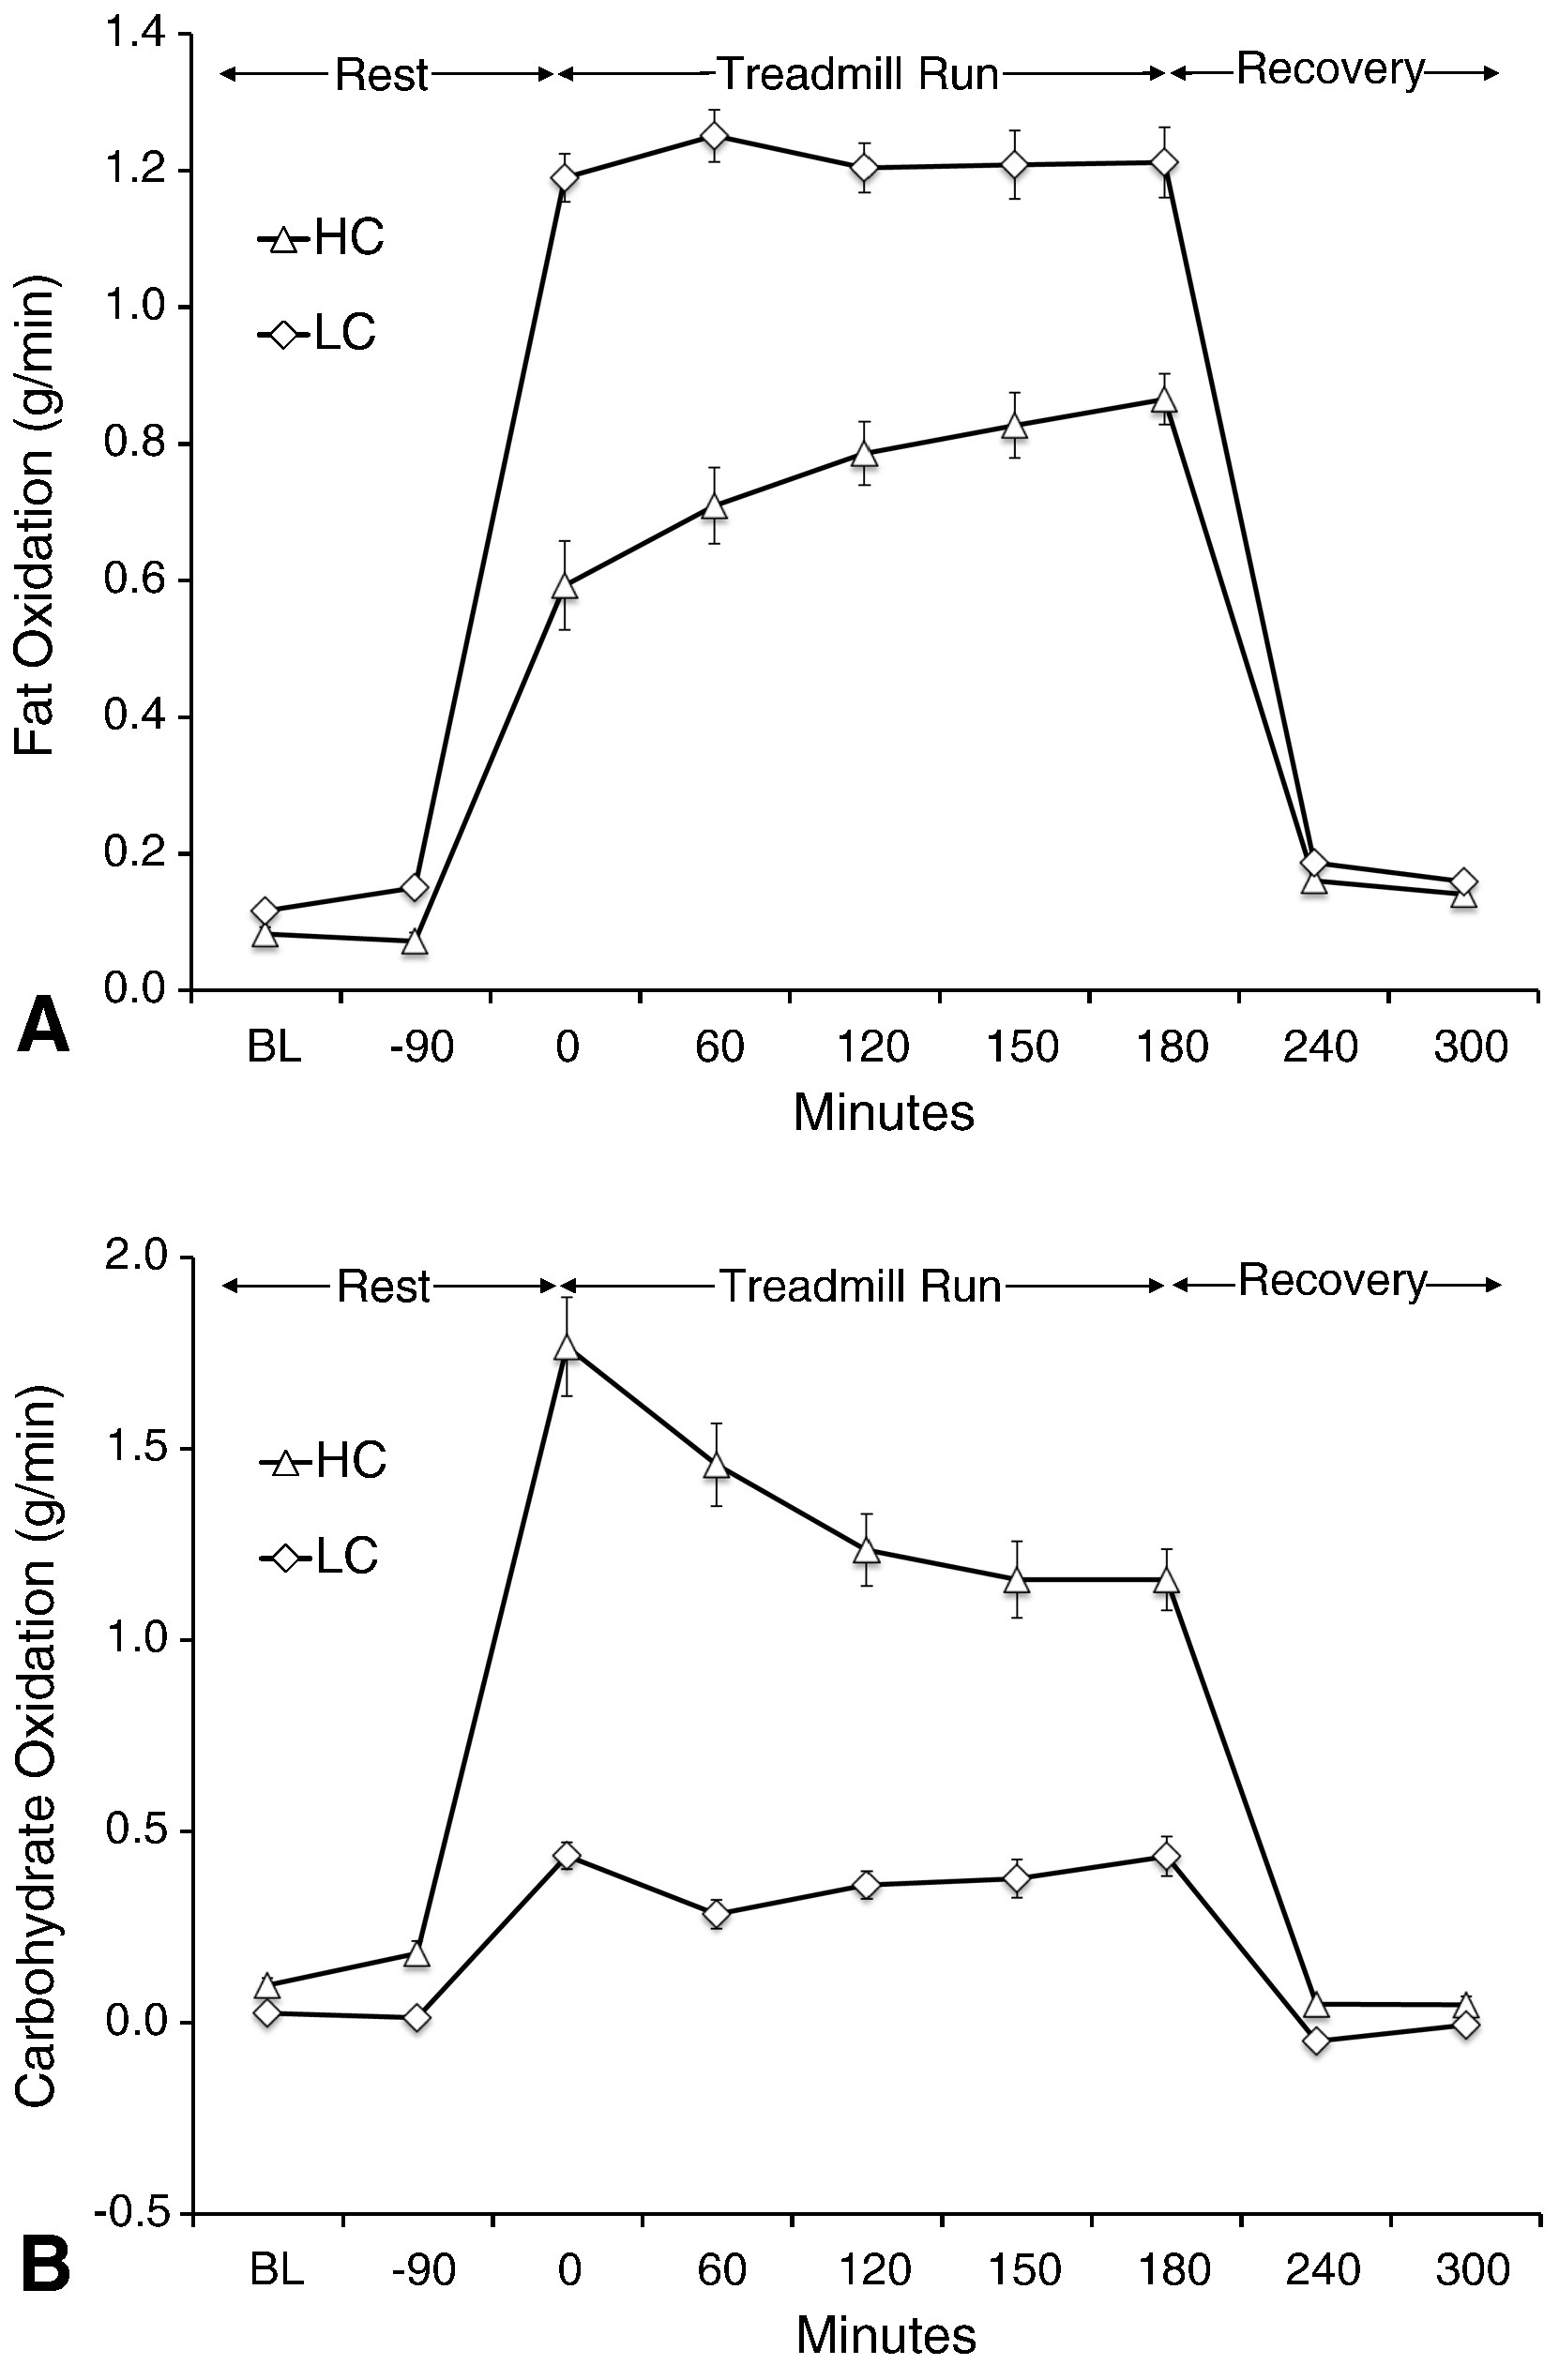 1.4
Rest
Treadmill Run
Recovery
1.2
HC
1.0
LC
0.8
0.6
0.4
0.2
0.0
Fat Oxidation (g/min)
A
BL -90 0 60 120 150 180 240 300
Minutes
2.0
Rest
Treadmill Run
Recovery
1.5
HC
LC
1.0
0.5
0.0
-0.5
Carbohydrate Oxidation (g/min)
B
BL -90 0 60 120 150 180 240 300
Minutes